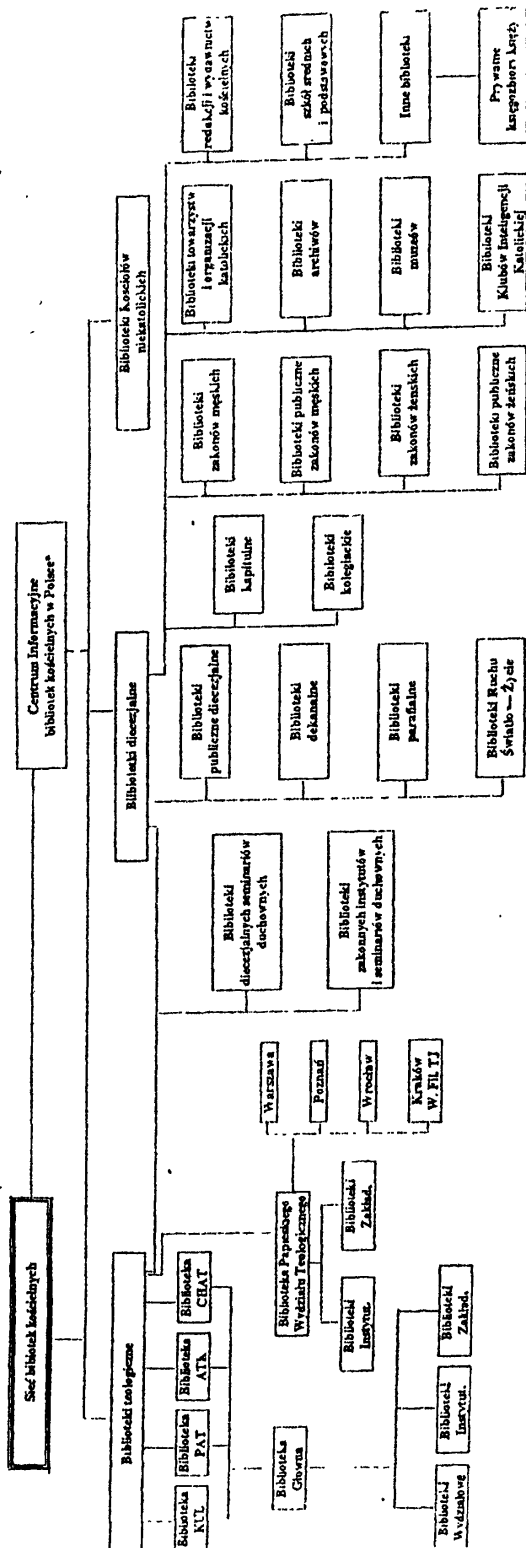 Sieć bibliotek kościelnych
Centrum Informacyjne
bibliotek kościelnych w Polsce*
Biblioteki teologiczne
Biblioteki diecezjalne
Biblioteki Kościołów
niekatolickich
Biblioteka
KUL
Biblioteka
PAT
Biblioteka
ATK
Biblioteka
CHAT
Biblioteka
Główna
Biblioteki
Wydziałowe
Biblioteki
Instytut.
Biblioteki
Zakład.
Biblioteka Papieskiego
Wydziału Teologicznego
Biblioteki
Instytut.
Biblioteki
Zakład.
Warszawa
Poznań
Wrocław
Kraków
W. Fil. TJ
Biblioteki
diecezjalnych seminariów
duchownych
Biblioteki
zakonnych instytutów
i seminariów duchownych
Biblioteki
publiczne diecezjalne
Biblioteki
dekanalne
Biblioteki
parafialne
Biblioteki Ruchu
Światło — Życie
Biblioteki
kapitulne
Biblioteki
kolegiackie
Biblioteki
zakonów męskich
Biblioteki publiczne
zakonów męskich
Biblioteki
zakonów żeńskich
Biblioteki publiczne
zakonów żeńskich
Biblioteki towarzystw
i organizacji
katolickich
Biblioteki
archiwów
Biblioteki
muzeów
Biblioteki
Klubów Inteligencji
Katolickiej
Biblioteki
redakcji i wydawnictw
kościelnych
Biblioteki
szkół średnich
i podstawowych
Inne biblioteki
Prywatne
księgozbiory księży